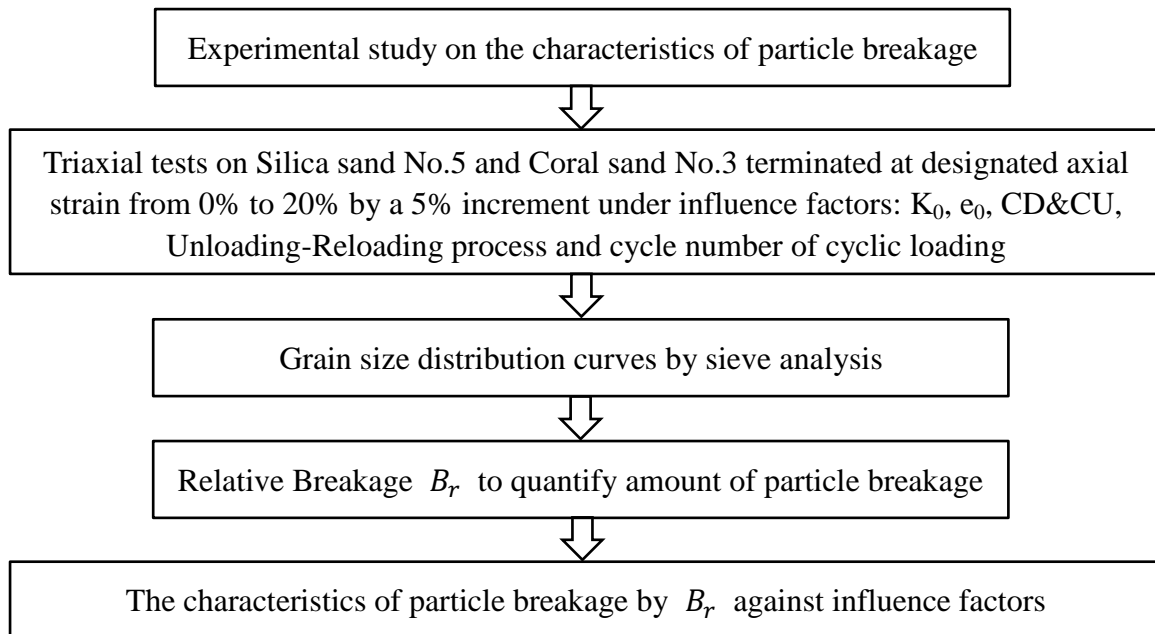 Experimental study on the characteristics of particle breakage
Triaxial tests on Silica sand No.5 and Coral sand No.3 terminated at designated axial
strain from 0% to 20% by a 5% increment under influence factors: K₀, e₀, CD&CU,
Unloading-Reloading process and cycle number of cyclic loading
Grain size distribution curves by sieve analysis
Relative Breakage 𝐵ᵣ to quantify amount of particle breakage
The characteristics of particle breakage by 𝐵ᵣ against influence factors